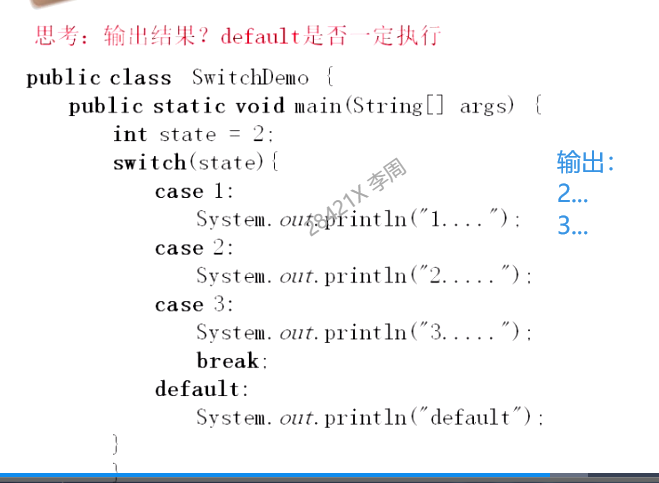 思考：输出结果？default是否一定执行
public class SwitchDemo {
public static void main(String[] args) {
int state = 2;
switch(state){
case 1:
System.out.println("1....");
case 2:
System.out.println("2.....");
case 3:
System.out.println("3.....");
break;
default:
System.out.println("default");
}
}
输出：
2...
3...
28421X 李周